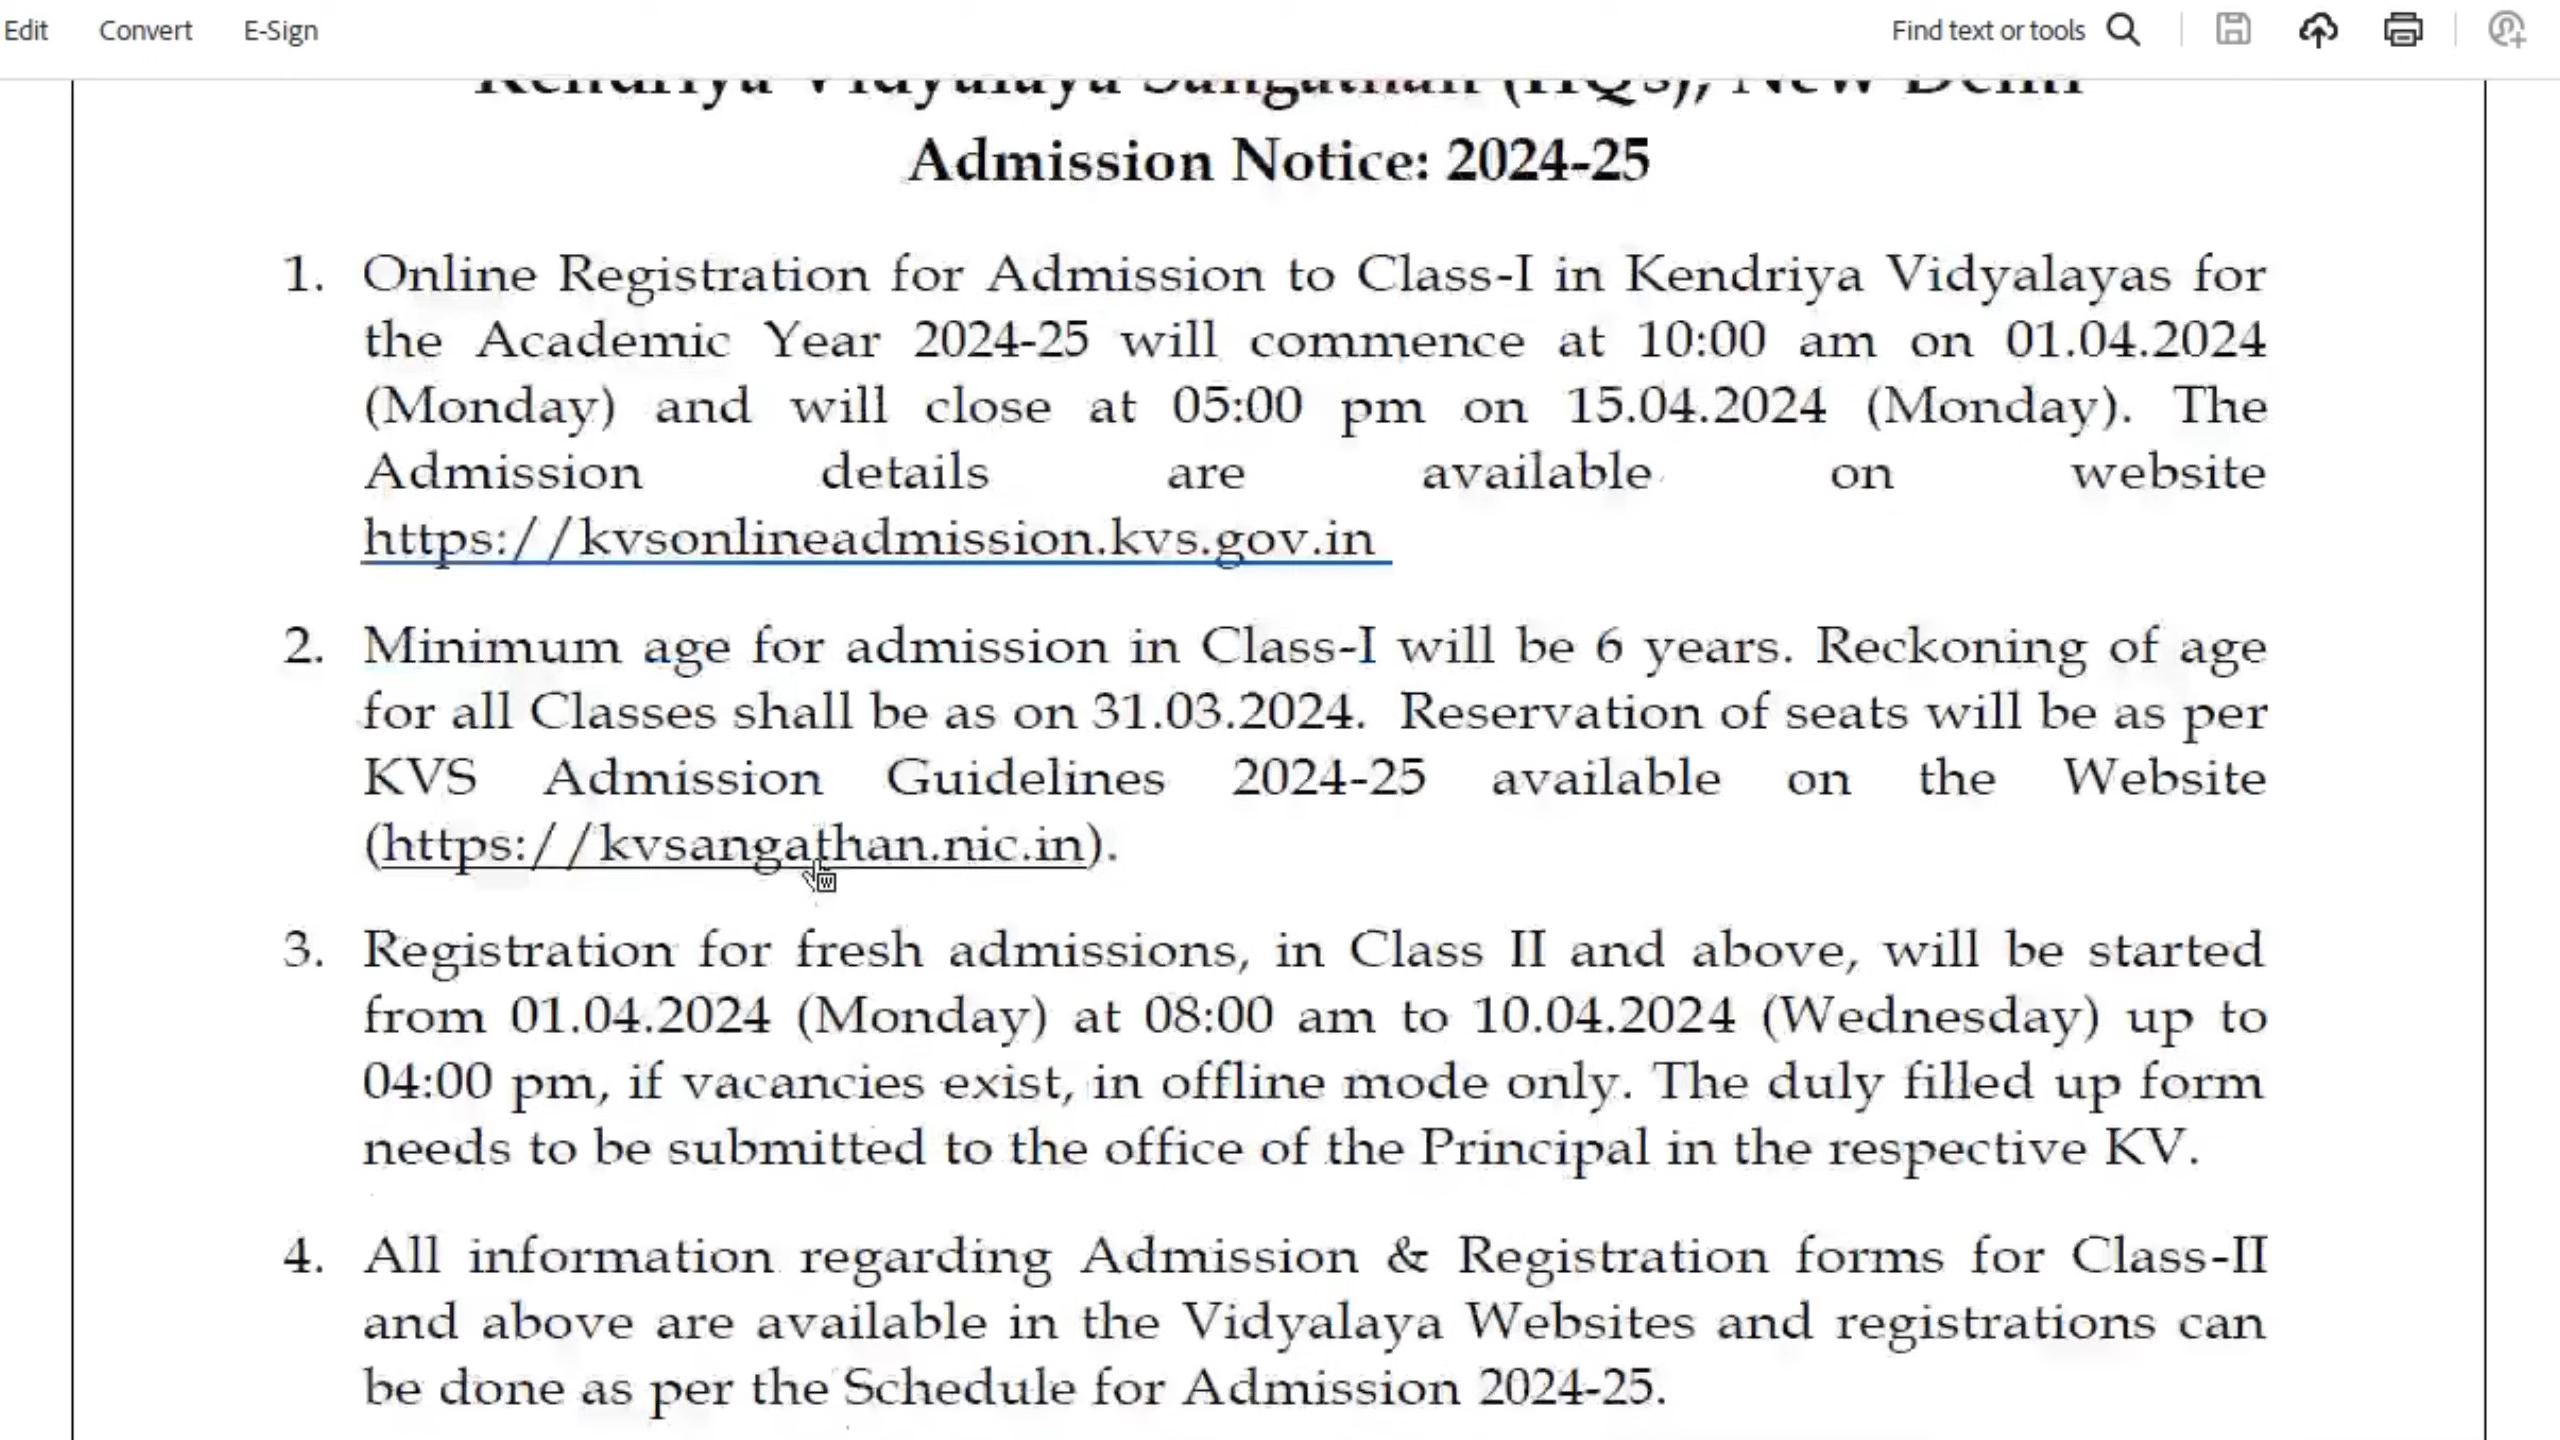 Edit Convert E-Sign Find text or tools
Kendriya Vidyalaya Sangathan (HQs), New Delhi
Admission Notice: 2024-25
1. Online Registration for Admission to Class-I in Kendriya Vidyalayas for
the Academic Year 2024-25 will commence at 10:00 am on 01.04.2024
(Monday) and will close at 05:00 pm on 15.04.2024 (Monday). The
Admission details are available on website
https://kvsonlineadmission.kvs.gov.in
2. Minimum age for admission in Class-I will be 6 years. Reckoning of age
for all Classes shall be as on 31.03.2024. Reservation of seats will be as per
KVS Admission Guidelines 2024-25 available on the Website
(https://kvsangathan.nic.in).
3. Registration for fresh admissions, in Class II and above, will be started
from 01.04.2024 (Monday) at 08:00 am to 10.04.2024 (Wednesday) up to
04:00 pm, if vacancies exist, in offline mode only. The duly filled up form
needs to be submitted to the office of the Principal in the respective KV.
4. All information regarding Admission & Registration forms for Class-II
and above are available in the Vidyalaya Websites and registrations can
be done as per the Schedule for Admission 2024-25.